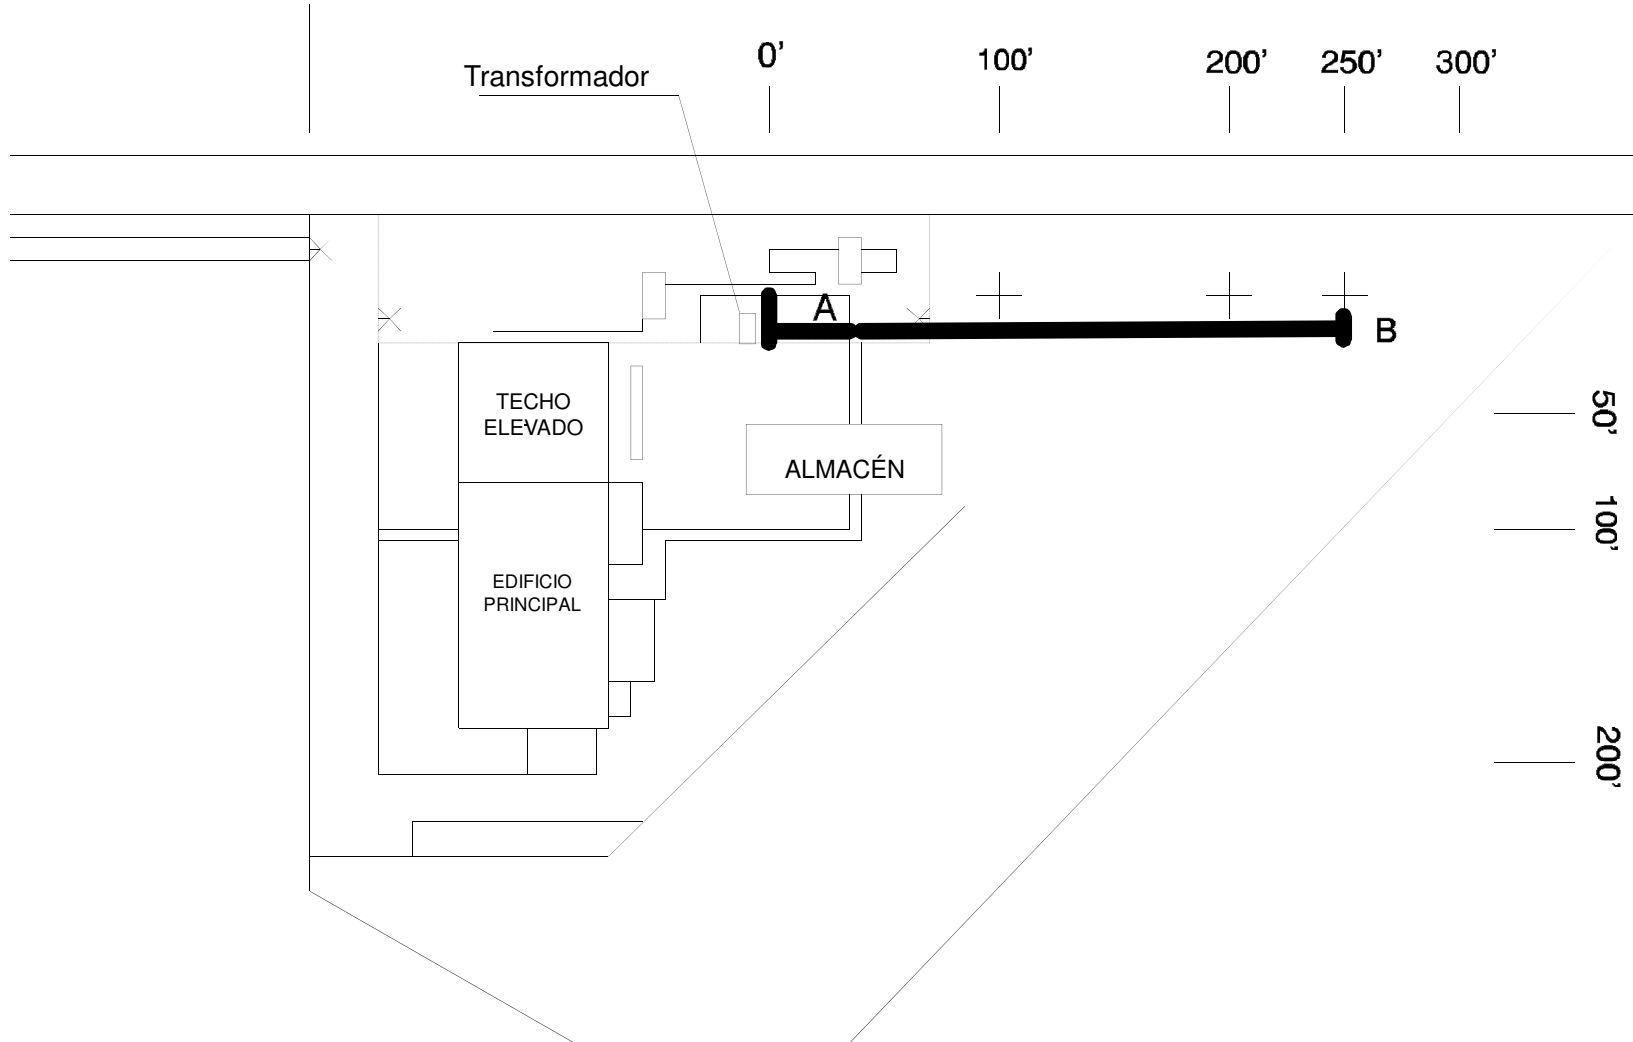 0' 100' 200' 250' 300'
Transformador
A
B
TECHO
ELEVADO
50'
ALMACÉN
100'
EDIFICIO
PRINCIPAL
200'